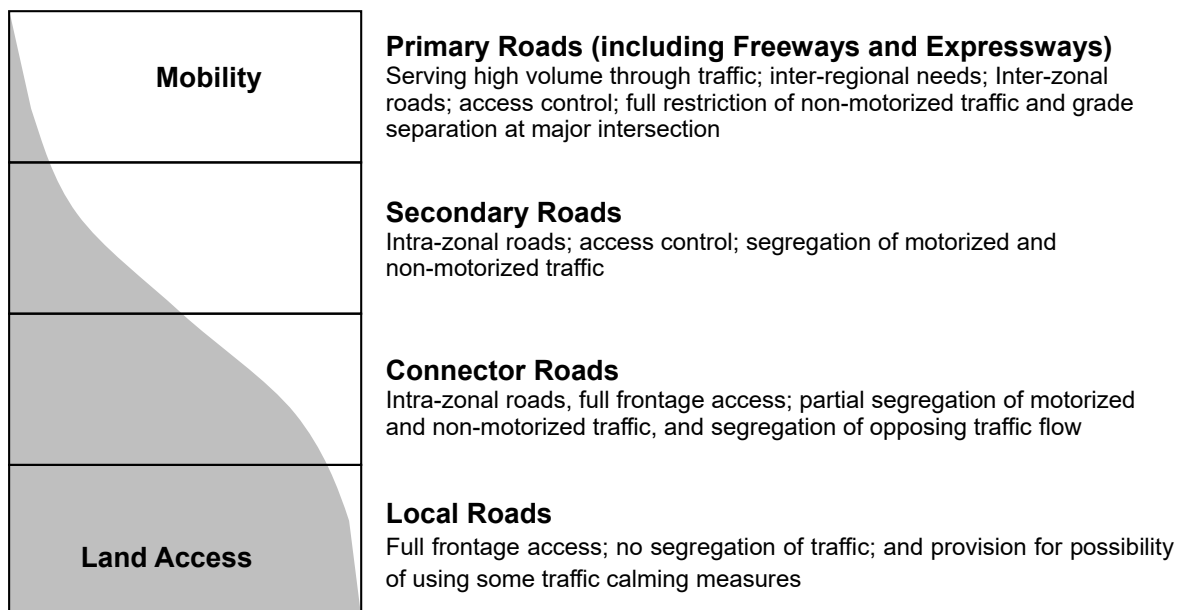 Mobility
Primary Roads (including Freeways and Expressways)
Serving high volume through traffic; inter-regional needs; Inter-zonal
roads; access control; full restriction of non-motorized traffic and grade
separation at major intersection
Secondary Roads
Intra-zonal roads; access control; segregation of motorized and
non-motorized traffic
Connector Roads
Intra-zonal roads, full frontage access; partial segregation of motorized
and non-motorized traffic, and segregation of opposing traffic flow
Land Access
Local Roads
Full frontage access; no segregation of traffic; and provision for possibility
of using some traffic calming measures